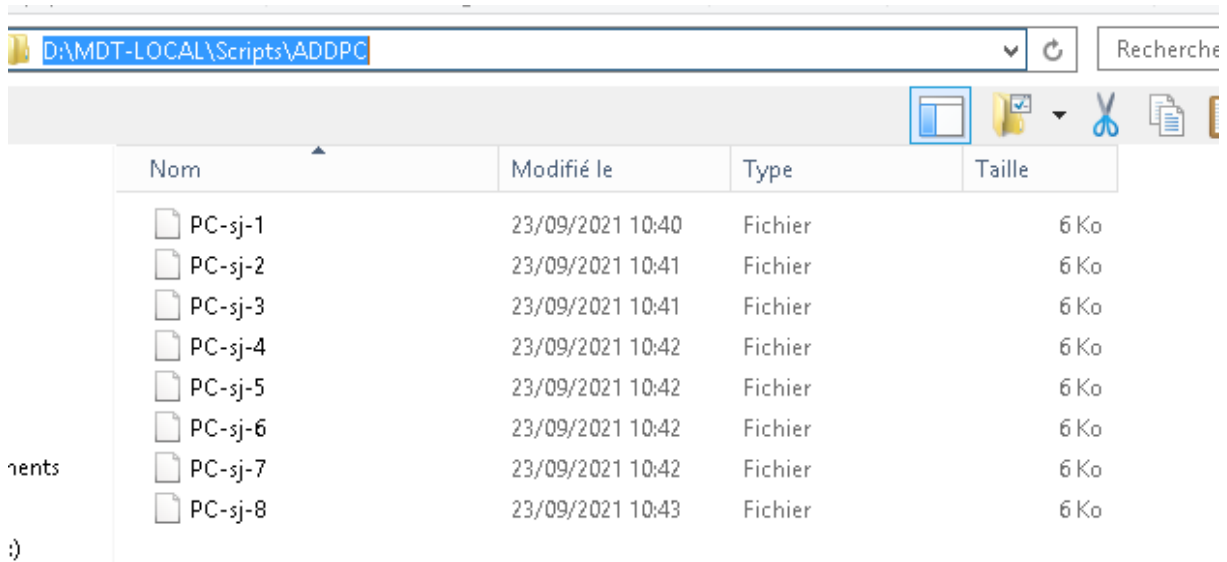 D:\MDT-LOCAL\Scripts\ADDPC Recherche
Nom Modifié le Type Taille
PC-sj-1 23/09/2021 10:40 Fichier 6 Ko
PC-sj-2 23/09/2021 10:41 Fichier 6 Ko
PC-sj-3 23/09/2021 10:41 Fichier 6 Ko
PC-sj-4 23/09/2021 10:42 Fichier 6 Ko
PC-sj-5 23/09/2021 10:42 Fichier 6 Ko
PC-sj-6 23/09/2021 10:42 Fichier 6 Ko
nents PC-sj-7 23/09/2021 10:42 Fichier 6 Ko
PC-sj-8 23/09/2021 10:43 Fichier 6 Ko
:)